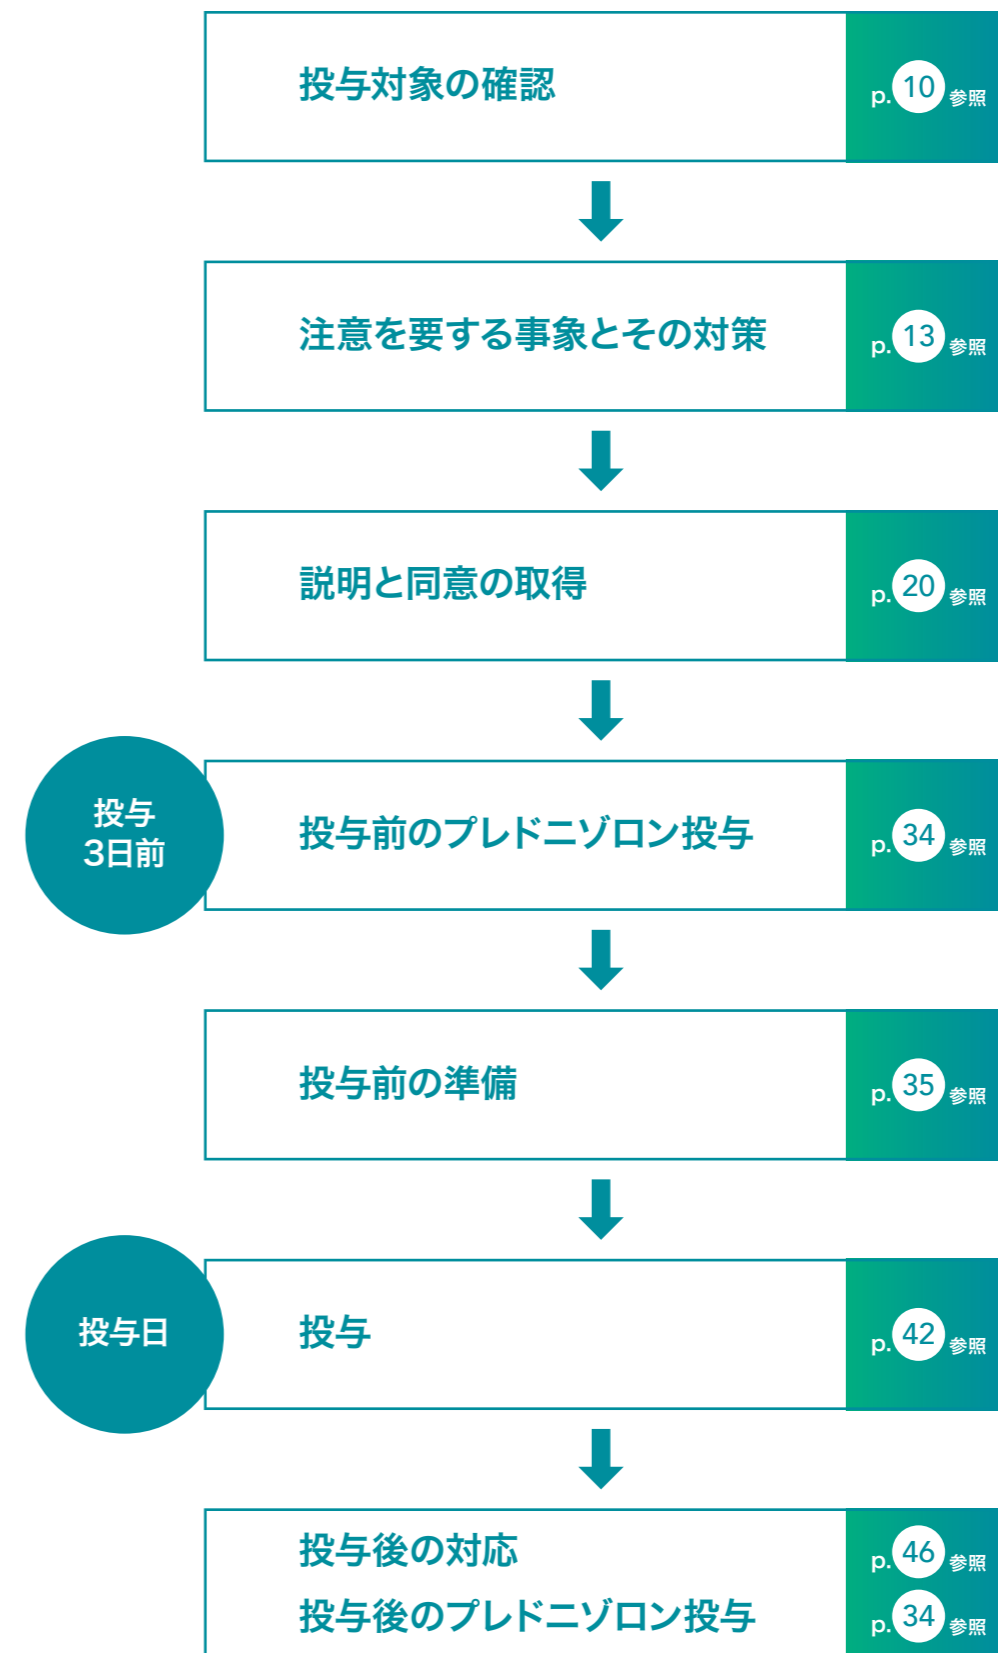 投与対象の確認
p. 10 参照
注意を要する事象とその対策
p. 13 参照
説明と同意の取得
p. 20 参照
投与
3日前
投与前のプレドニゾロン投与
p. 34 参照
投与前の準備
p. 35 参照
投与日
投与
p. 42 参照
投与後の対応
p. 46 参照
投与後のプレドニゾロン投与
p. 34 参照